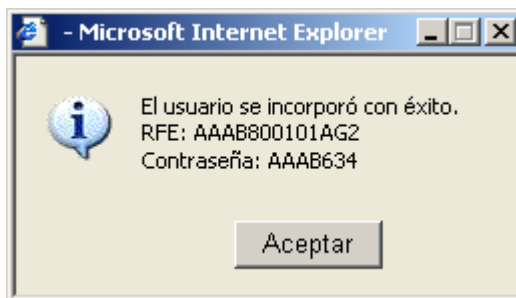 - Microsoft Internet Explorer
El usuario se incorporó con éxito.
RFE: AAAB800101AG2
Contraseña: AAAB634
Aceptar